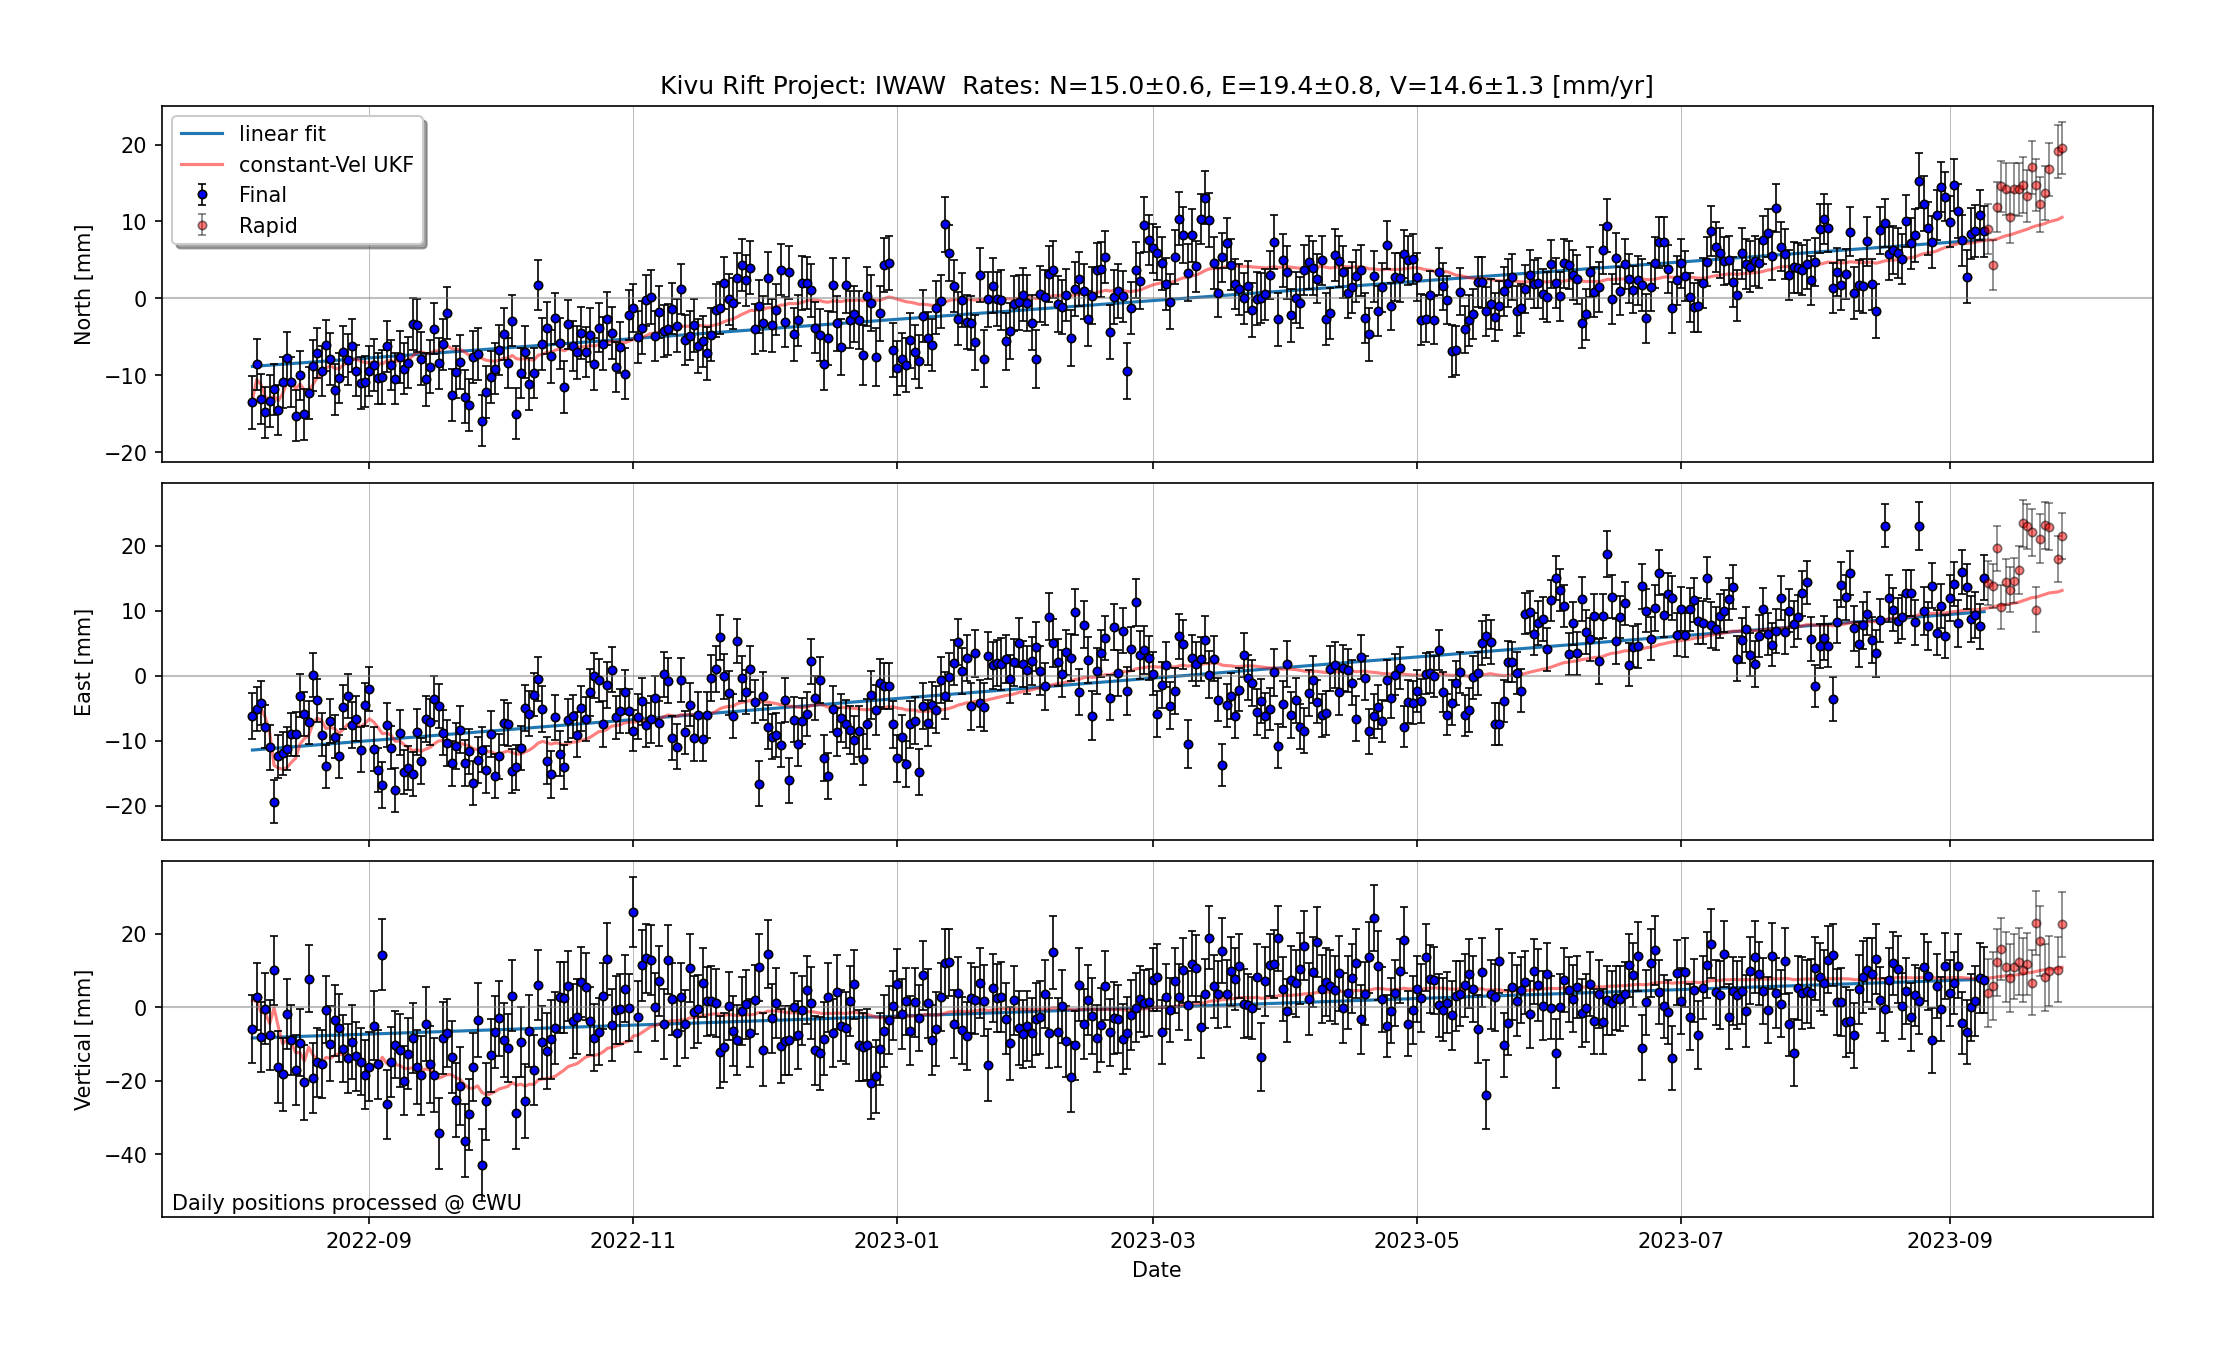 Kivu Rift Project: IWAW  Rates: N=15.0±0.6, E=19.4±0.8, V=14.6±1.3 [mm/yr]
linear fit
constant-Vel UKF
Final
Rapid
North [mm]
20
10
0
−10
−20
East [mm]
20
10
0
−10
−20
Vertical [mm]
20
0
−20
−40
Daily positions processed @ CWU
2022-09 2022-11 2023-01 2023-03 2023-05 2023-07 2023-09
Date